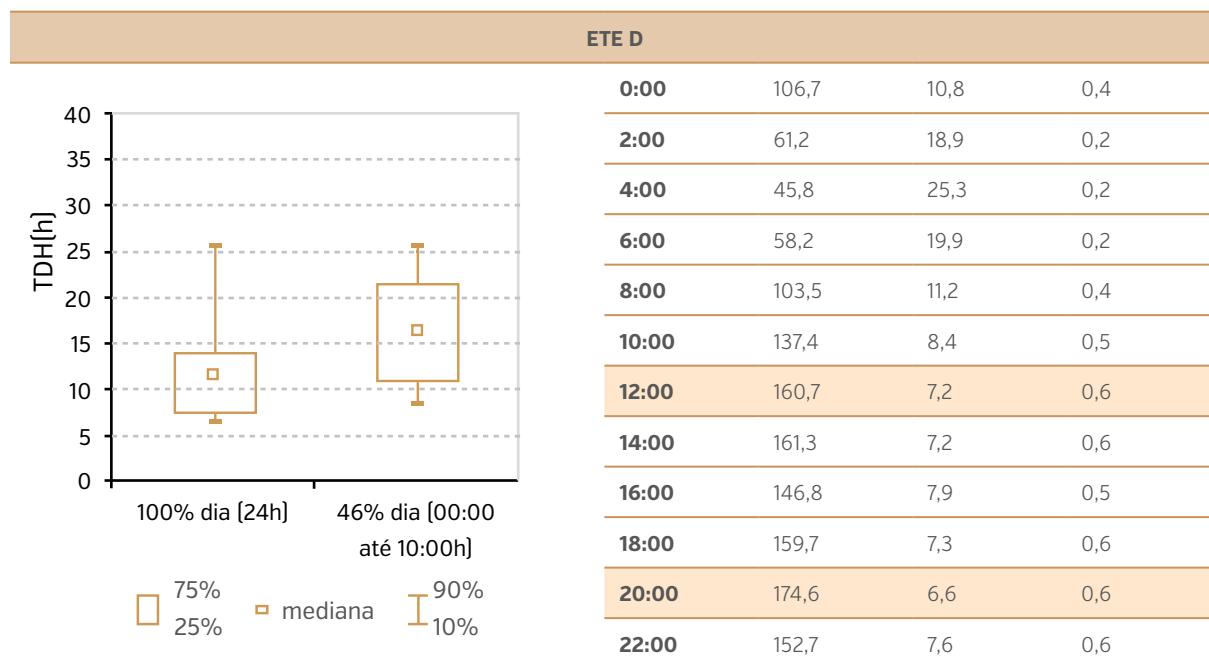 ETE D
TDH(h)
40
35
30
25
20
15
10
5
0
100% dia (24h)
46% dia (00:00
até 10:00h)
75%
25%
mediana
90%
10%
0:00 106,7 10,8 0,4
2:00 61,2 18,9 0,2
4:00 45,8 25,3 0,2
6:00 58,2 19,9 0,2
8:00 103,5 11,2 0,4
10:00 137,4 8,4 0,5
12:00 160,7 7,2 0,6
14:00 161,3 7,2 0,6
16:00 146,8 7,9 0,5
18:00 159,7 7,3 0,6
20:00 174,6 6,6 0,6
22:00 152,7 7,6 0,6